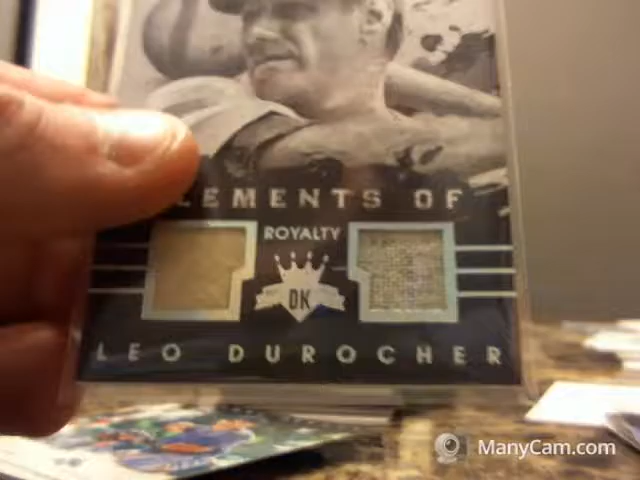 LEMENTS OF
ROYALTY
DK
LEO DUROCHER
ManyCam.com